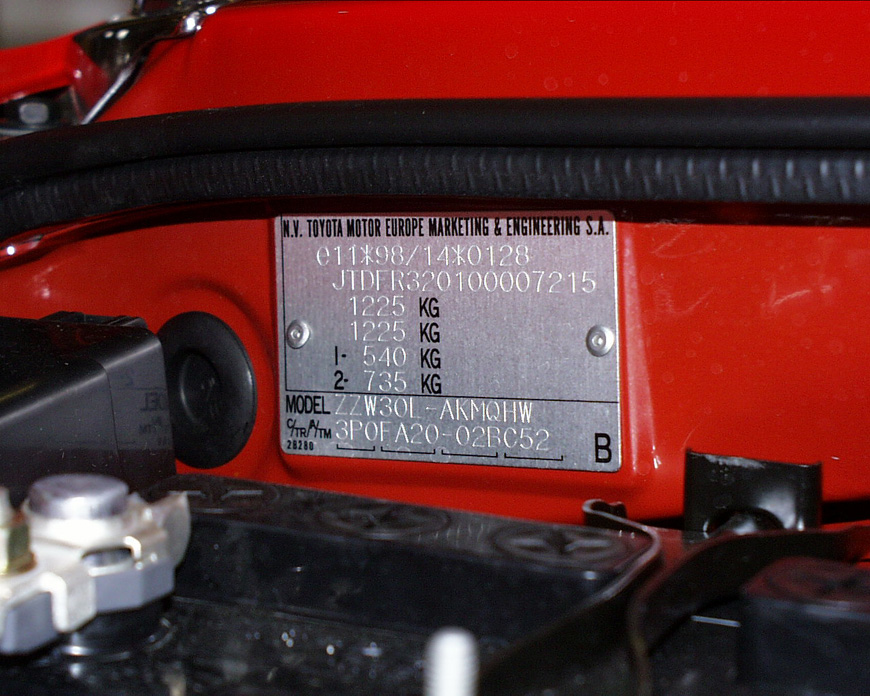 N.V. TOYOTA MOTOR EUROPE MARKETING & ENGINEERING S.A.
e11*98/14*0128
JTDFR320100007215
1225 KG
1225 KG
1- 540 KG
2- 735 KG
MODEL ZZW30L-AKMQHW
C/TR/A/TM 3P0FA20-02BC52
28280 B